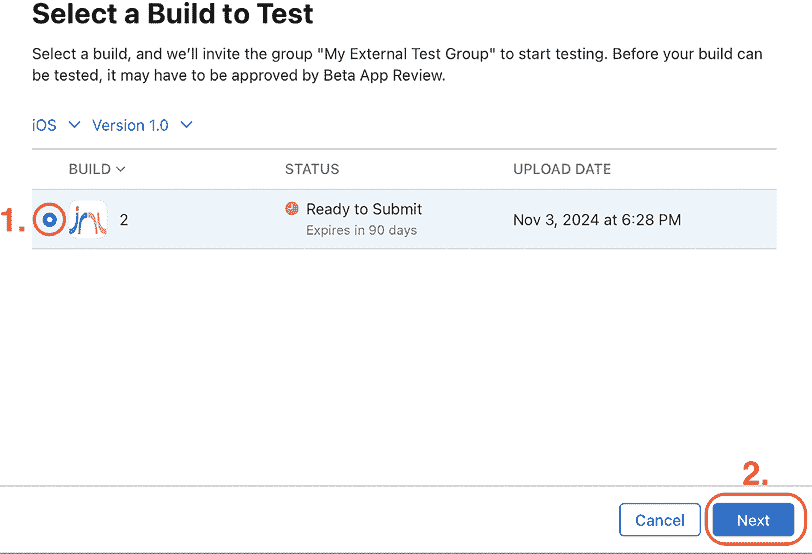 Select a Build to Test
Select a build, and we’ll invite the group "My External Test Group" to start testing. Before your build can
be tested, it may have to be approved by Beta App Review.
iOS Version 1.0
BUILD STATUS UPLOAD DATE
1. jrnl 2 Ready to Submit Nov 3, 2024 at 6:28 PM
Expires in 90 days
2.
Cancel Next